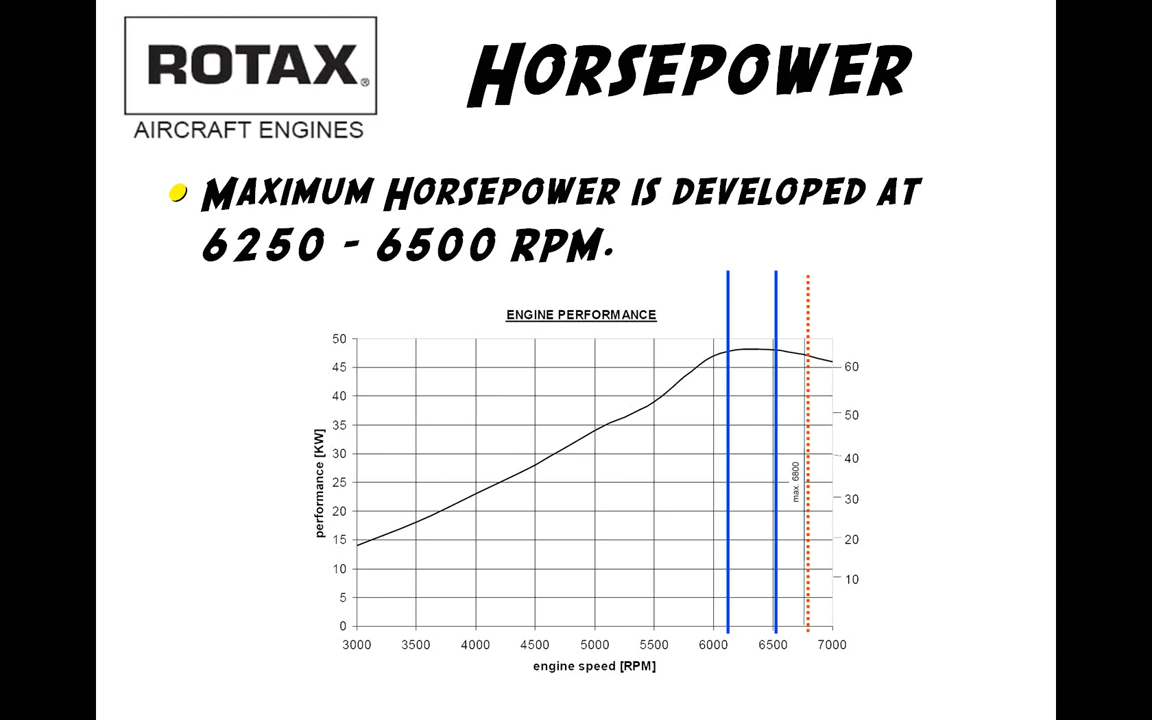 ROTAX®
AIRCRAFT ENGINES
HORSEPOWER
MAXIMUM HORSEPOWER IS DEVELOPED AT
6250 - 6500 RPM.
ENGINE PERFORMANCE
50
45
40
35
30
25
20
15
10
5
0
performance [KW]
60
50
40
30
20
10
max. 6800
3000 3500 4000 4500 5000 5500 6000 6500 7000
engine speed [RPM]